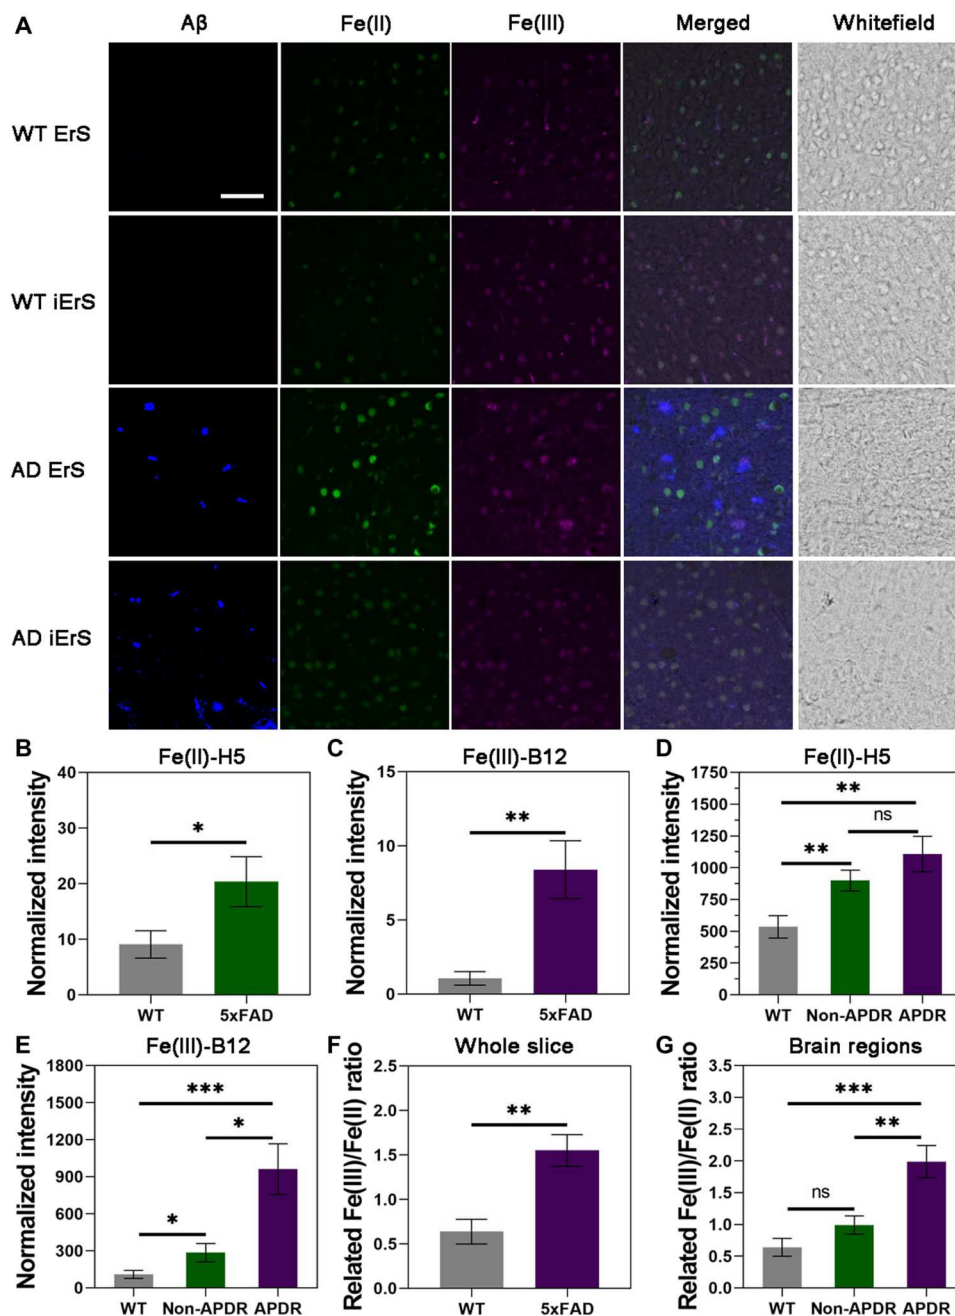 A
Aβ Fe(II) Fe(III) Merged Whitefield
WT ErS
WT iErS
AD ErS
AD iErS
B
Fe(II)-H5
Normalized intensity
40
30
20
10
0
*
WT 5xFAD
C
Fe(III)-B12
Normalized intensity
15
10
5
0
**
WT 5xFAD
D
Fe(II)-H5
Normalized intensity
1750
1500
1250
1000
750
500
250
0
**
ns
**
WT Non-APDR APDR
E
Fe(III)-B12
Normalized intensity
1800
1500
1200
900
600
300
0
***
*
*
WT Non-APDR APDR
F
Whole slice
Related Fe(III)/Fe(II) ratio
2.5
2.0
1.5
1.0
0.5
0.0
**
WT 5xFAD
G
Brain regions
Related Fe(III)/Fe(II) ratio
3.5
3.0
2.5
2.0
1.5
1.0
0.5
0.0
***
**
ns
WT Non-APDR APDR